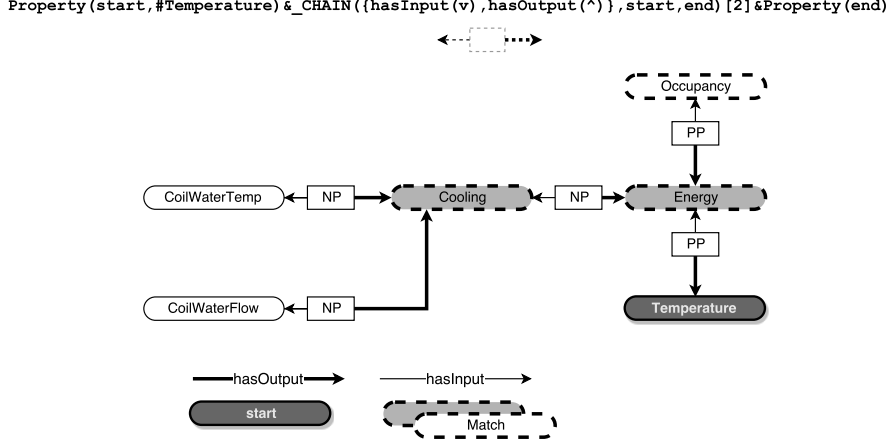 Property(start,#Temperature)&_CHAIN({hasInput(v),hasOutput(^)},start,end)[2]&Property(end)
Occupancy
PP
CoilWaterTemp NP Cooling NP Energy
PP
CoilWaterFlow NP Temperature
hasOutput hasInput
start
Match